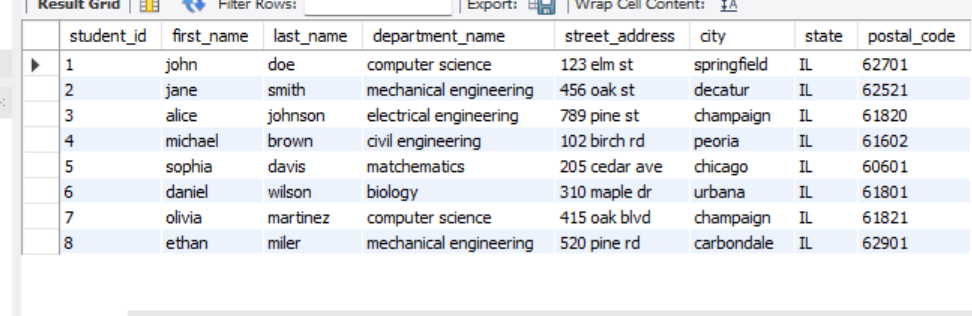 Result Grid Filter Rows: Export: Wrap Cell Content: IA
student_id first_name last_name department_name street_address city state postal_code
1 john doe computer science 123 elm st springfield IL 62701
2 jane smith mechanical engineering 456 oak st decatur IL 62521
3 alice johnson electrical engineering 789 pine st champaign IL 61820
4 michael brown civil engineering 102 birch rd peoria IL 61602
5 sophia davis matchematics 205 cedar ave chicago IL 60601
6 daniel wilson biology 310 maple dr urbana IL 61801
7 olivia martinez computer science 415 oak blvd champaign IL 61821
8 ethan miler mechanical engineering 520 pine rd carbondale IL 62901